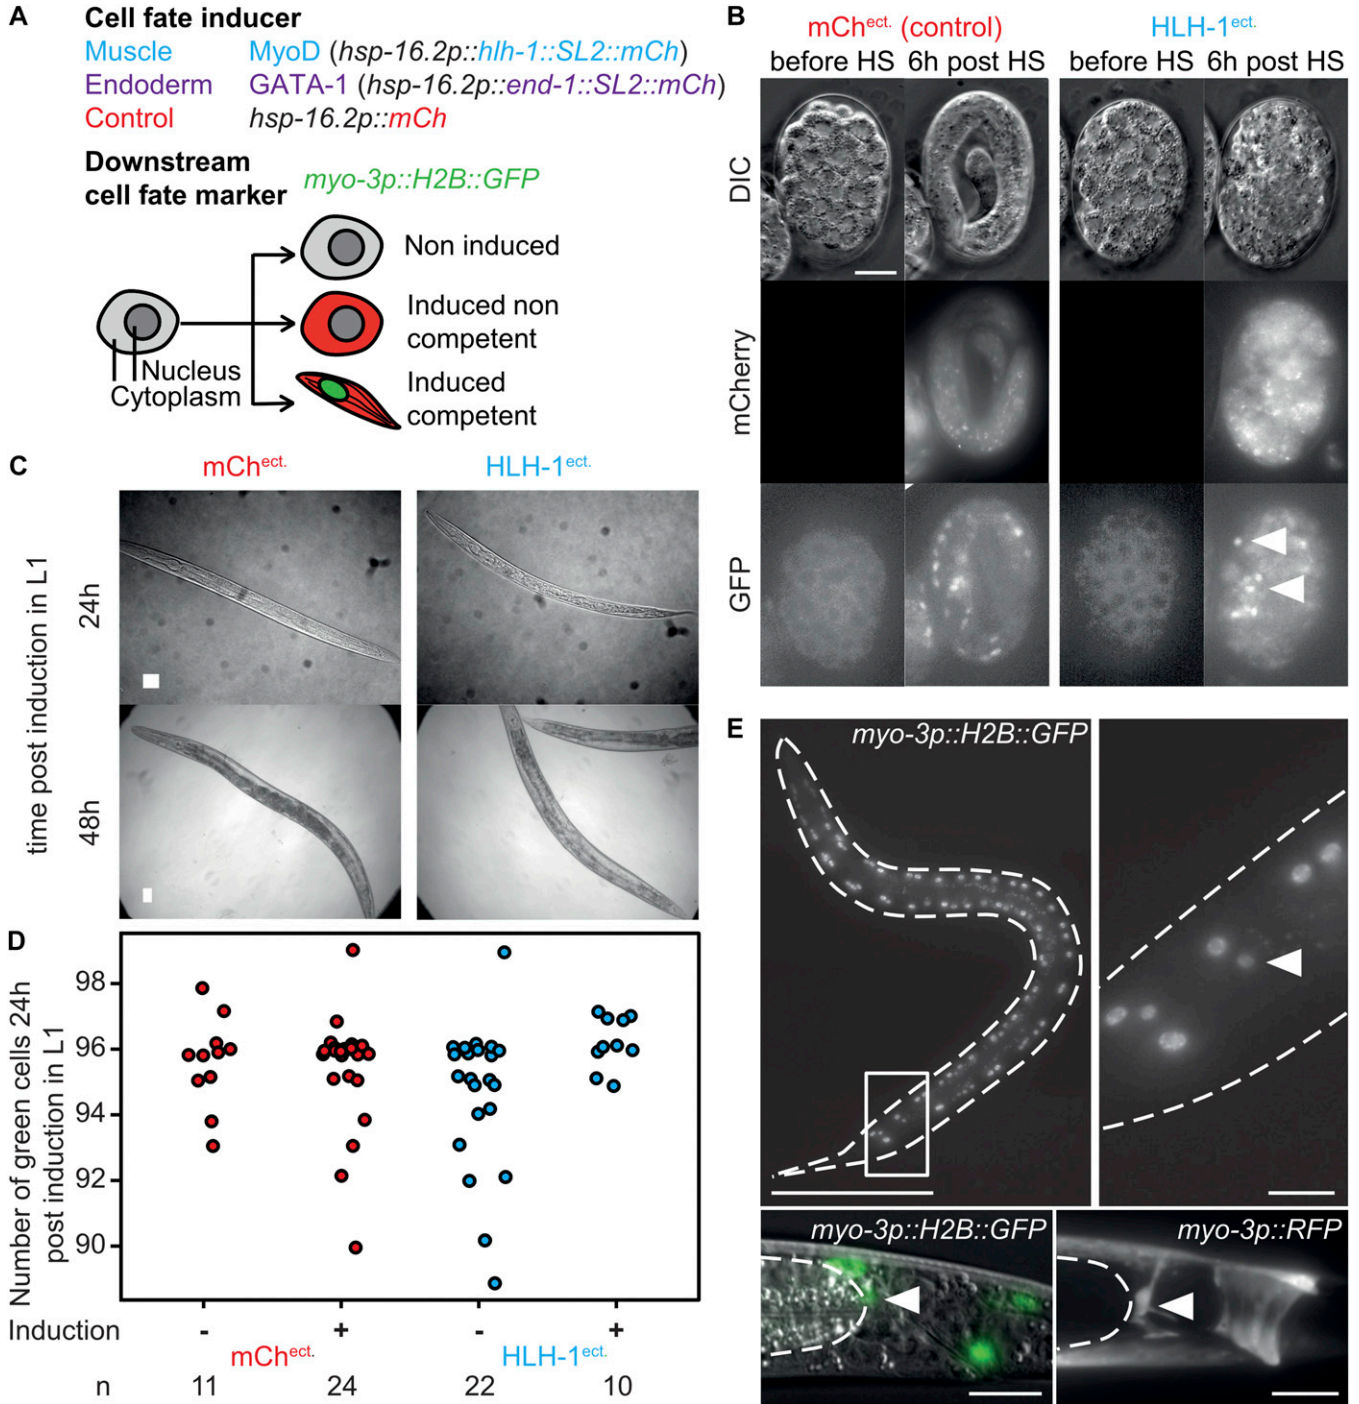 A
Cell fate inducer
Muscle MyoD (hsp-16.2p::hlh-1::SL2::mCh)
Endoderm GATA-1 (hsp-16.2p::end-1::SL2::mCh)
Control hsp-16.2p::mCh
Downstream
cell fate marker
myo-3p::H2B::GFP
Non induced
Induced non
competent
Nucleus
Cytoplasm
Induced
competent
B
mCh^ect. (control) HLH-1^ect.
before HS 6h post HS before HS 6h post HS
DIC
mCherry
GFP
C
mCh^ect. HLH-1^ect.
time post induction in L1
24h
48h
D
Number of green cells 24h
post induction in L1
98
96
94
92
90
Induction - + - +
mCh^ect. HLH-1^ect.
n 11 24 22 10
E
myo-3p::H2B::GFP
myo-3p::H2B::GFP
myo-3p::RFP